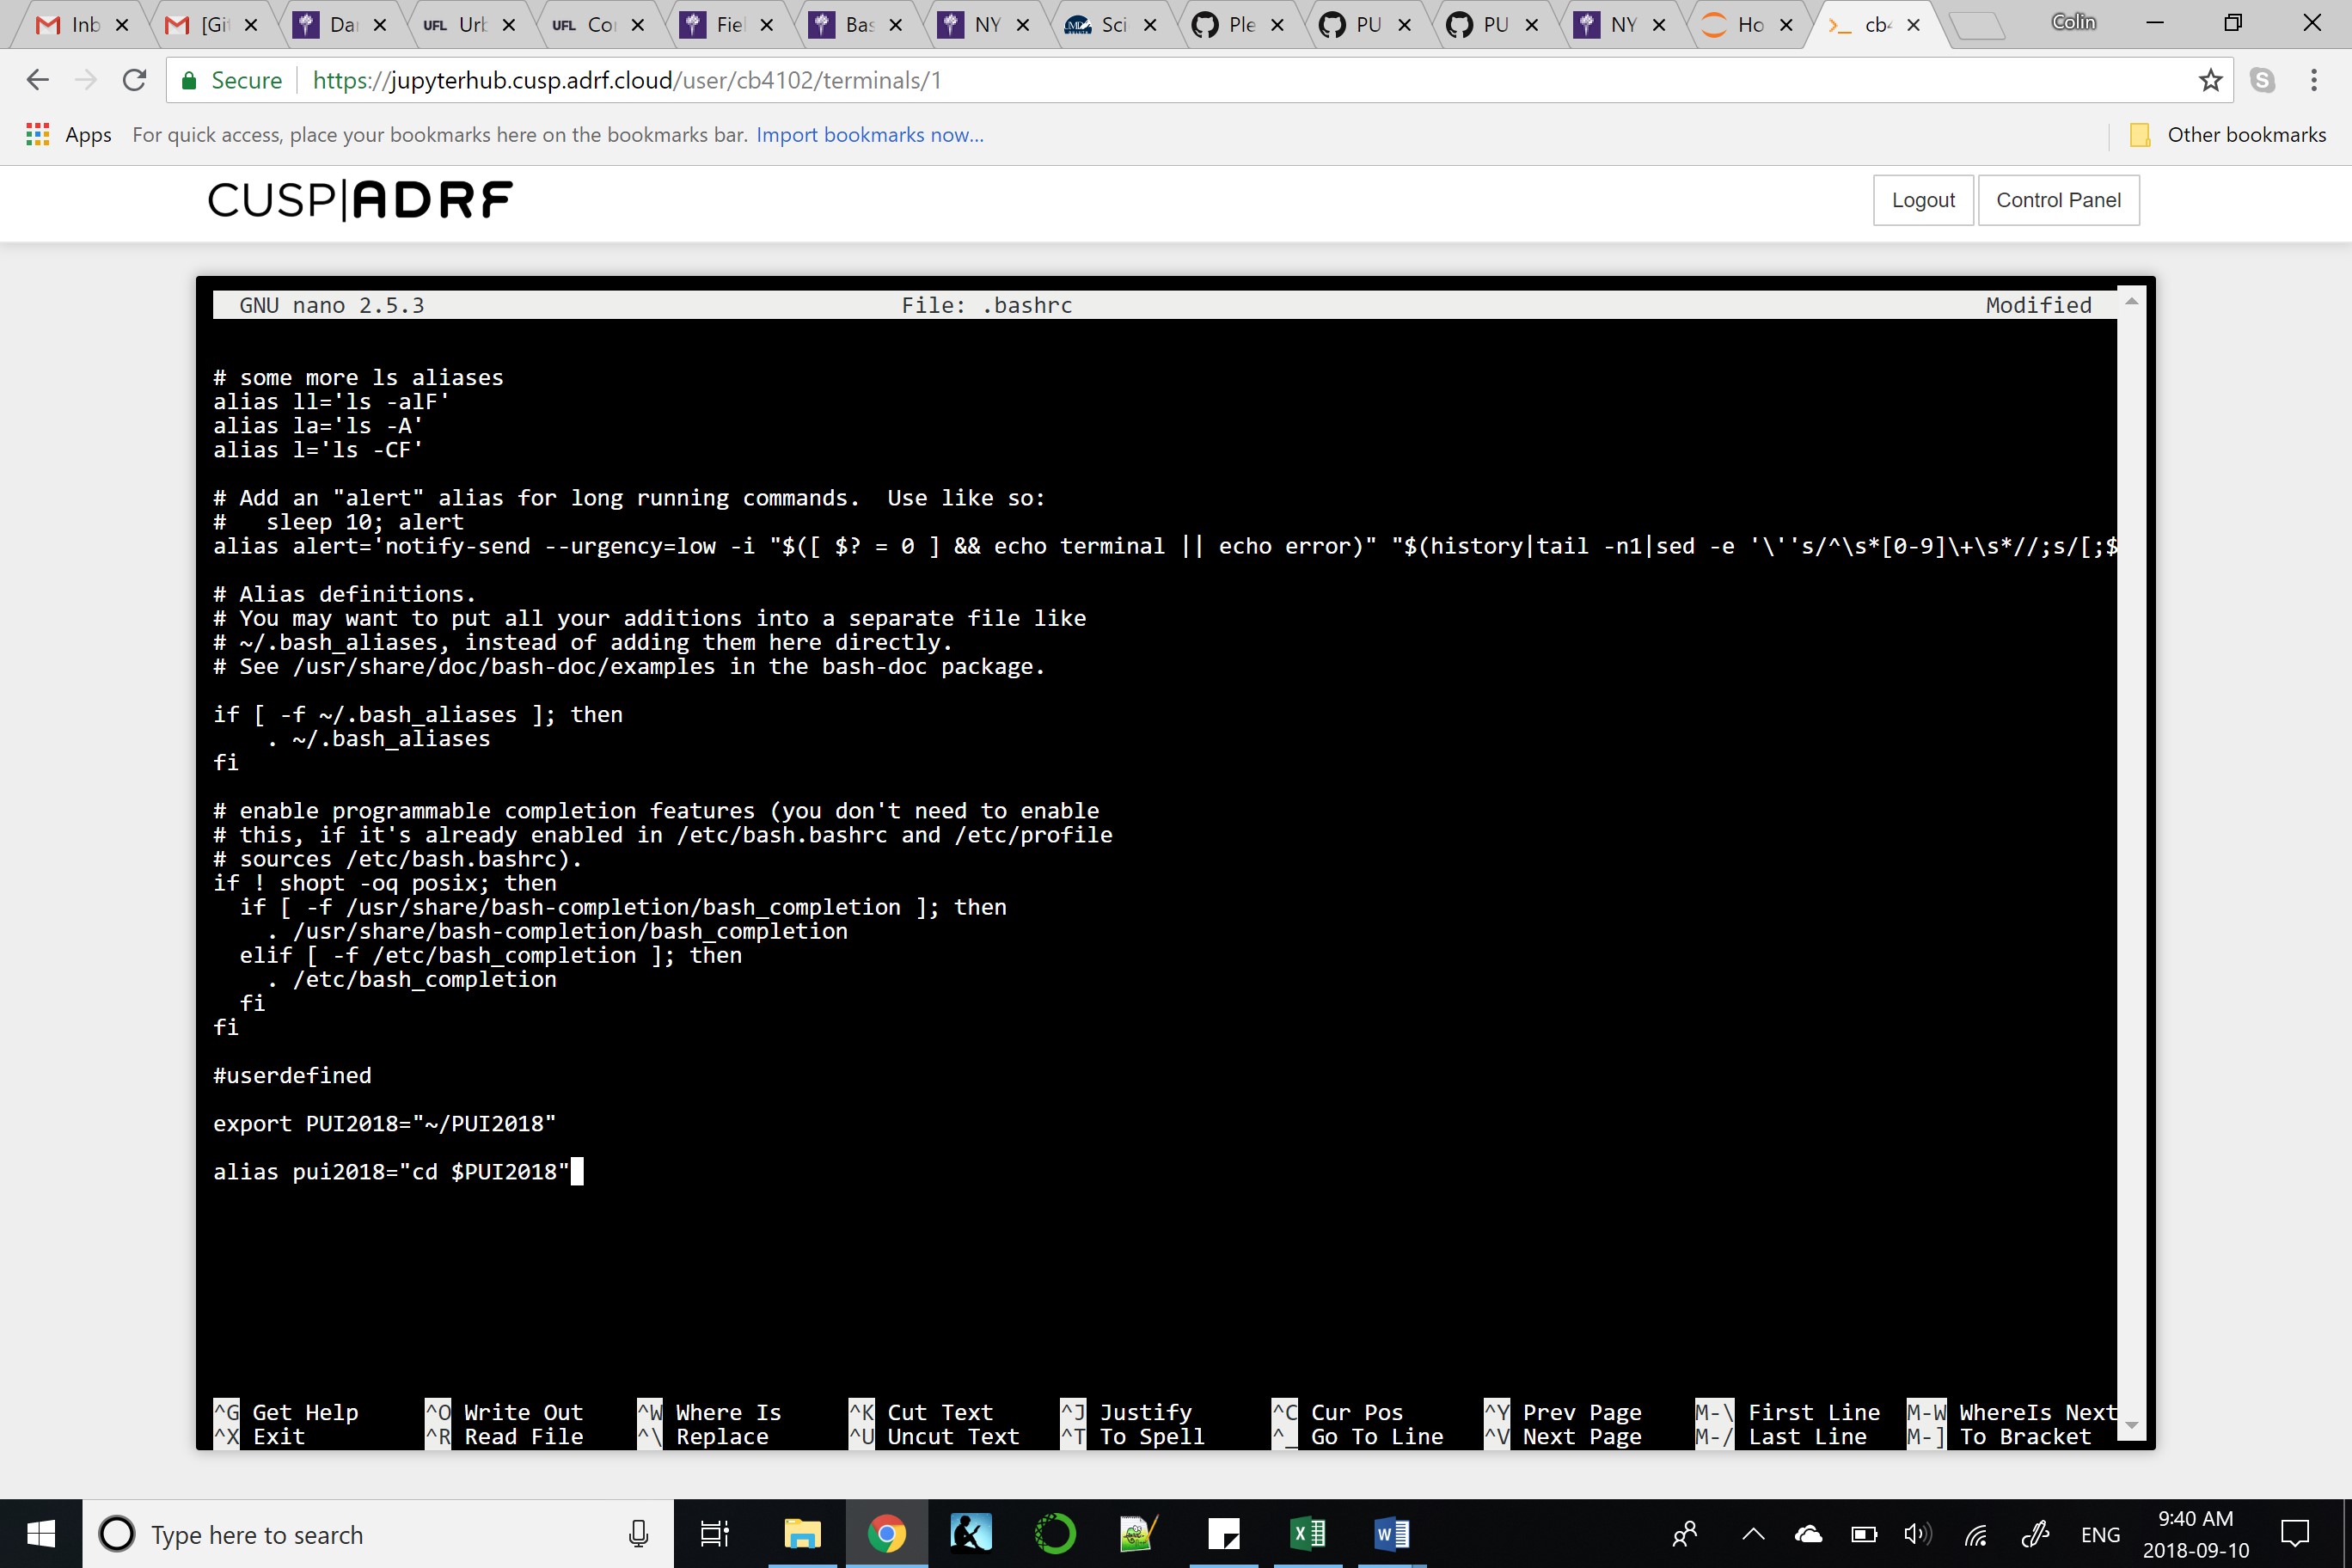 Inb [Git Da UFL Urb UFL Co Fie Bas NY Sci Ple PU PU NY Ho cb4 Colin
Secure https://jupyterhub.cusp.adrf.cloud/user/cb4102/terminals/1
Apps For quick access, place your bookmarks here on the bookmarks bar. Import bookmarks now... Other bookmarks
CUSP|ADRF Logout Control Panel
GNU nano 2.5.3 File: .bashrc Modified
# some more ls aliases
alias ll='ls -alF'
alias la='ls -A'
alias l='ls -CF'
# Add an "alert" alias for long running commands.  Use like so:
#   sleep 10; alert
alias alert='notify-send --urgency=low -i "$([ $? = 0 ] && echo terminal || echo error)" "$(history|tail -n1|sed -e '\''s/^\s*[0-9]\+\s*//;s/[;$
# Alias definitions.
# You may want to put all your additions into a separate file like
# ~/.bash_aliases, instead of adding them here directly.
# See /usr/share/doc/bash-doc/examples in the bash-doc package.
if [ -f ~/.bash_aliases ]; then
    . ~/.bash_aliases
fi
# enable programmable completion features (you don't need to enable
# this, if it's already enabled in /etc/bash.bashrc and /etc/profile
# sources /etc/bash.bashrc).
if ! shopt -oq posix; then
  if [ -f /usr/share/bash-completion/bash_completion ]; then
    . /usr/share/bash-completion/bash_completion
  elif [ -f /etc/bash_completion ]; then
    . /etc/bash_completion
  fi
fi
#userdefined
export PUI2018="~/PUI2018"
alias pui2018="cd $PUI2018"
^G Get Help ^O Write Out ^W Where Is ^K Cut Text ^J Justify ^C Cur Pos ^Y Prev Page M-\ First Line M-W WhereIs Next
^X Exit ^R Read File ^\ Replace ^U Uncut Text ^T To Spell ^_ Go To Line ^V Next Page M-/ Last Line M-] To Bracket
Type here to search ENG 9:40 AM
2018-09-10